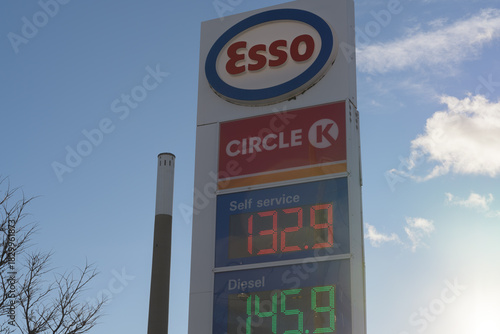 Esso
CIRCLE K
Self service
132.9
Diesel
145.9